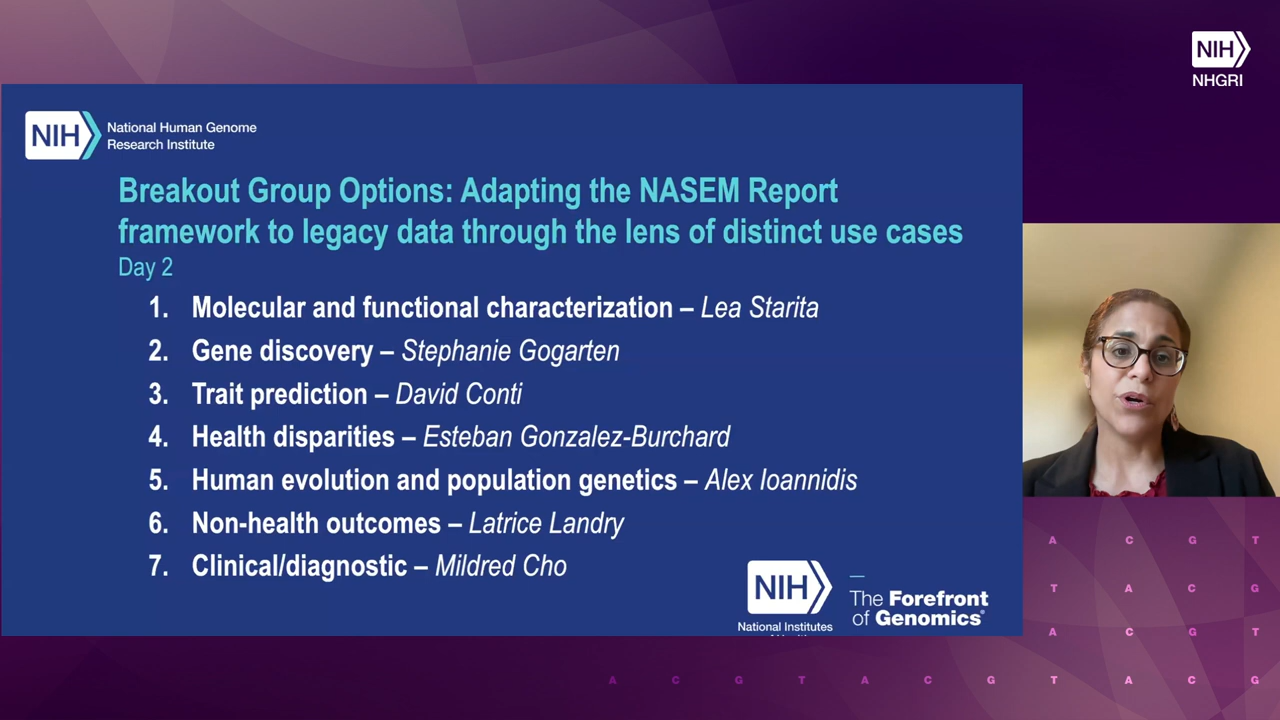 NIH
NHGRI
NIH
National Human Genome
Research Institute
Breakout Group Options: Adapting the NASEM Report
framework to legacy data through the lens of distinct use cases
Day 2
1. Molecular and functional characterization – Lea Starita
2. Gene discovery – Stephanie Gogarten
3. Trait prediction – David Conti
4. Health disparities – Esteban Gonzalez-Burchard
5. Human evolution and population genetics – Alex Ioannidis
6. Non-health outcomes – Latrice Landry
7. Clinical/diagnostic – Mildred Cho
NIH
National Institutes
The Forefront
of Genomics®
A C G T
T A C G
A C G T
A C G T A C G T A C G